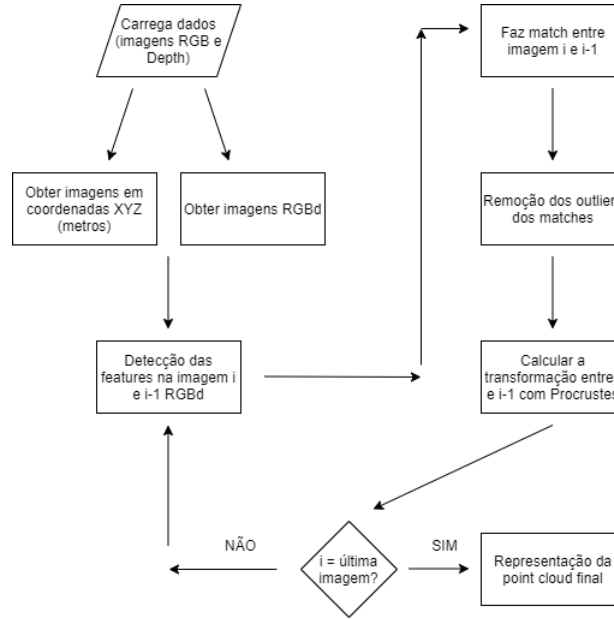 Carrega dados
(imagens RGB e
Depth)
Obter imagens em
coordenadas XYZ
(metros)
Obter imagens RGBd
Detecção das
features na imagem i
e i-1 RGBd
Faz match entre
imagem i e i-1
Remoção dos outlier
dos matches
Calcular a
transformação entre
e i-1 com Procrustes
i = última
imagem?
NÃO
SIM
Representação da
point cloud final